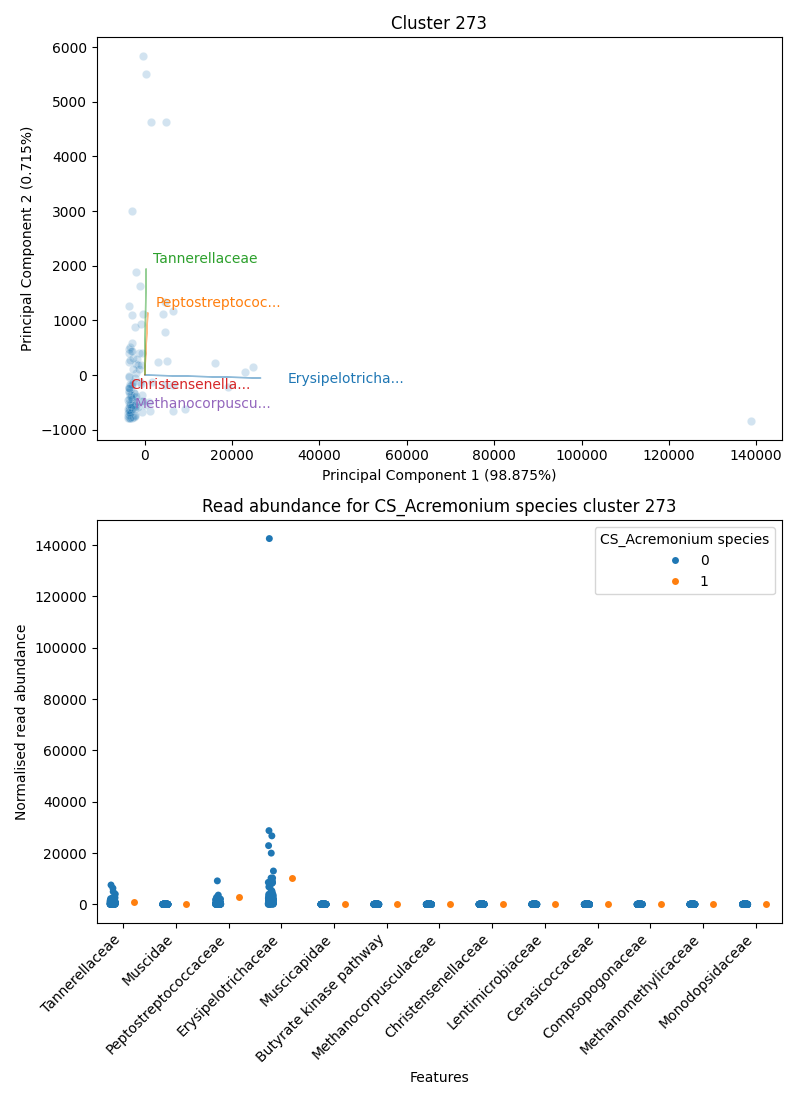 Cluster 273
6000
5000
4000
3000
2000
1000
0
−1000
Principal Component 2 (0.715%)
Tannerellaceae
Peptostreptococ...
Erysipelotricha...
Christensenella...
Methanocorpuscu...
0 20000 40000 60000 80000 100000 120000 140000
Principal Component 1 (98.875%)
Read abundance for CS_Acremonium species cluster 273
140000
120000
100000
80000
60000
40000
20000
0
Normalised read abundance
CS_Acremonium species
0
1
Tannerellaceae
Muscidae
Peptostreptococcaceae
Erysipelotrichaceae
Muscicapidae
Butyrate kinase pathway
Methanocorpusculaceae
Christensenellaceae
Lentimicrobiaceae
Cerasicoccaceae
Compsopogonaceae
Methanomethylicaceae
Monodopsidaceae
Features